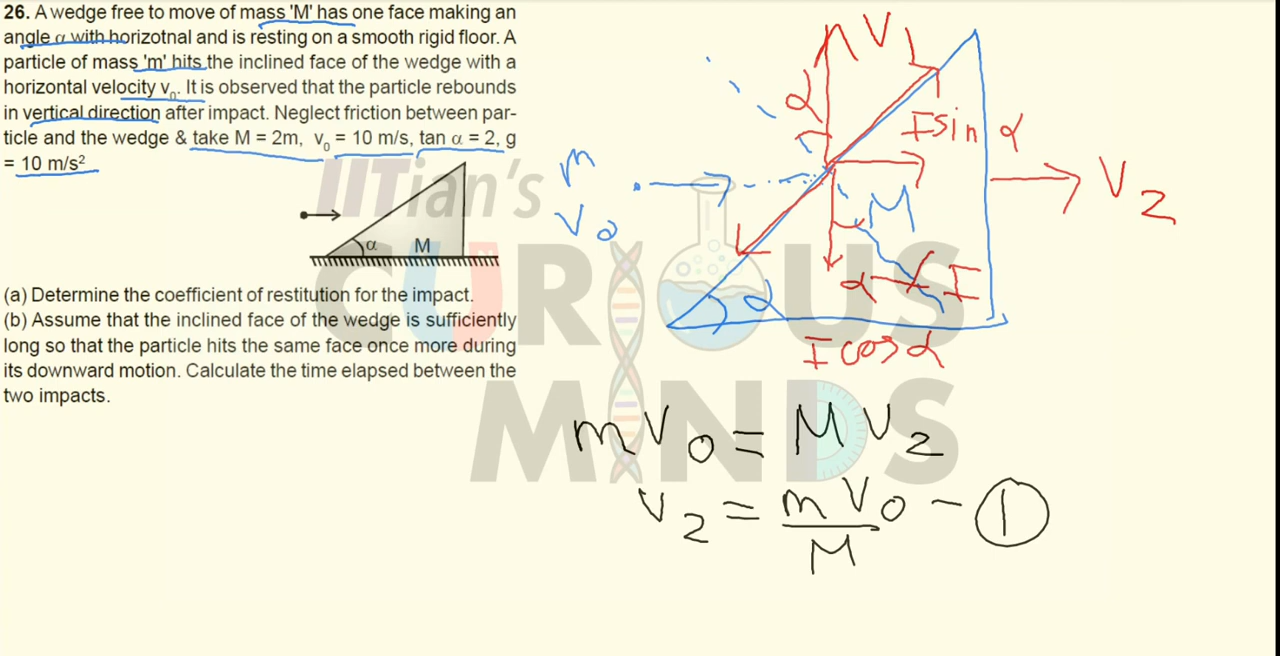 26. A wedge free to move of mass 'M' has one face making an
angle α with horizotnal and is resting on a smooth rigid floor. A
particle of mass 'm' hits the inclined face of the wedge with a
horizontal velocity v₀. It is observed that the particle rebounds
in vertical direction after impact. Neglect friction between par-
ticle and the wedge & take M = 2m, v₀ = 10 m/s, tan α = 2, g
= 10 m/s²
α M
(a) Determine the coefficient of restitution for the impact.
(b) Assume that the inclined face of the wedge is sufficiently
long so that the particle hits the same face once more during
its downward motion. Calculate the time elapsed between the
two impacts.
IITian's
CURIOUS
MINDS
V₁
α
I sin α
m
V₀
M
V₂
α I
α
I cos α
mV₀ = MV₂
V₂ = mV₀/M - ①